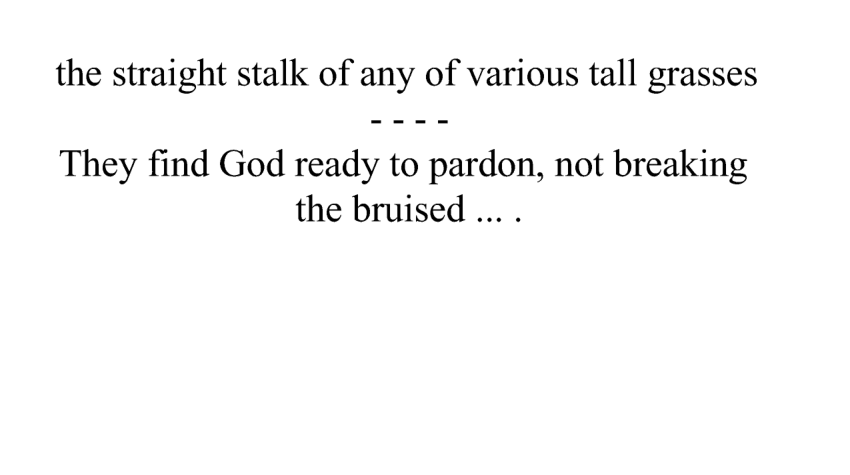 the straight stalk of any of various tall grasses
- - - -
They find God ready to pardon, not breaking
the bruised ... .